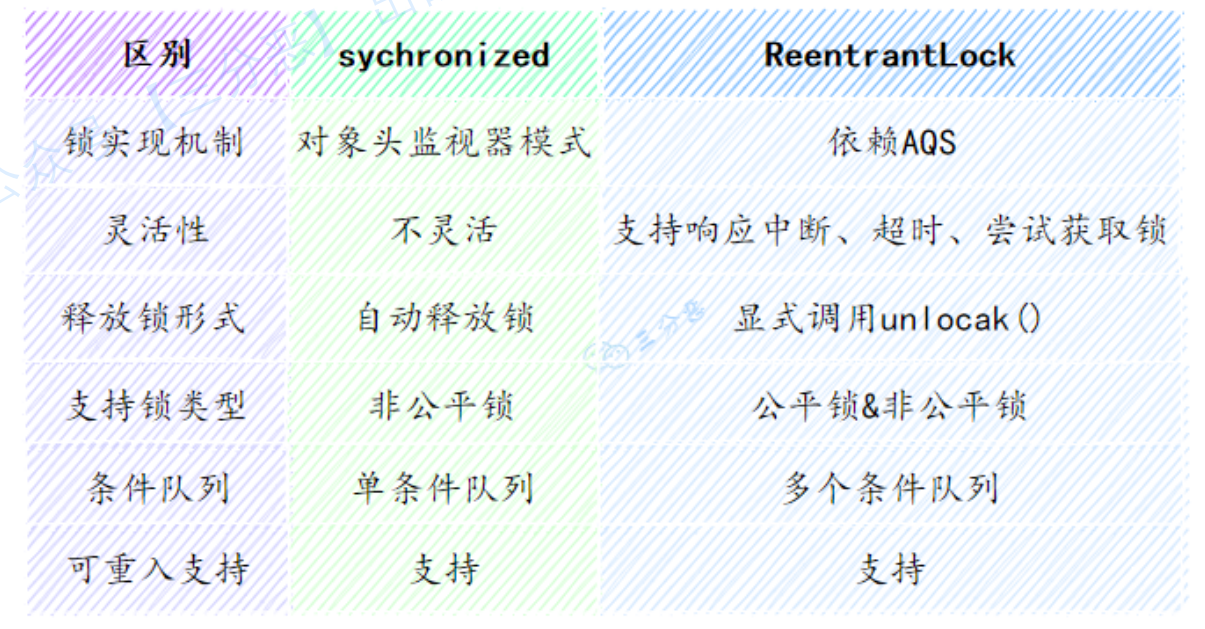 区别 sychronized ReentrantLock
锁实现机制 对象头监视器模式 依赖AQS
灵活性 不灵活 支持响应中断、超时、尝试获取锁
释放锁形式 自动释放锁 显式调用unlocak()
支持锁类型 非公平锁 公平锁&非公平锁
条件队列 单条件队列 多个条件队列
可重入支持 支持 支持
三分恶